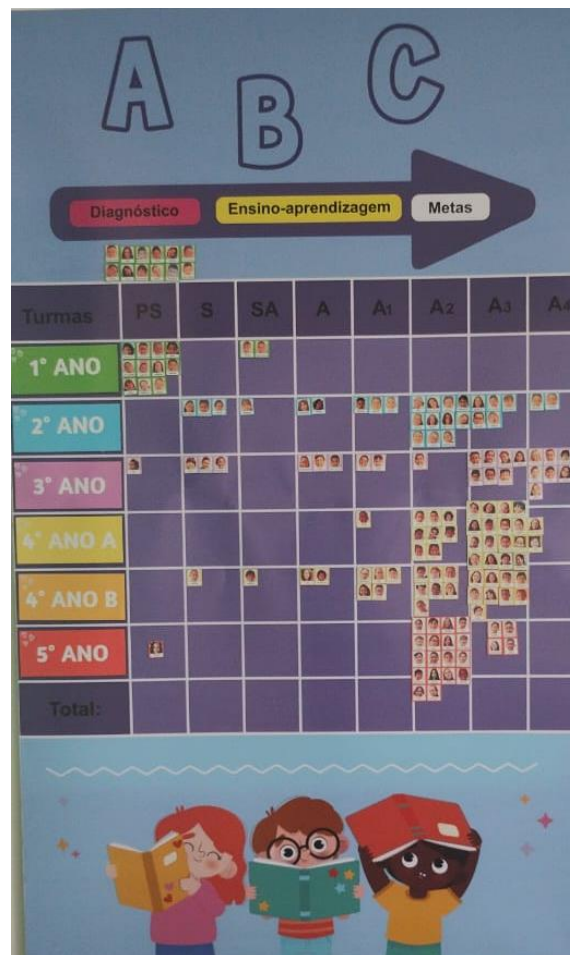 A B C
Diagnóstico Ensino-aprendizagem Metas
Turmas PS S SA A A1 A2 A3 A4
1° ANO
2° ANO
3° ANO
4° ANO A
4° ANO B
5° ANO
Total: